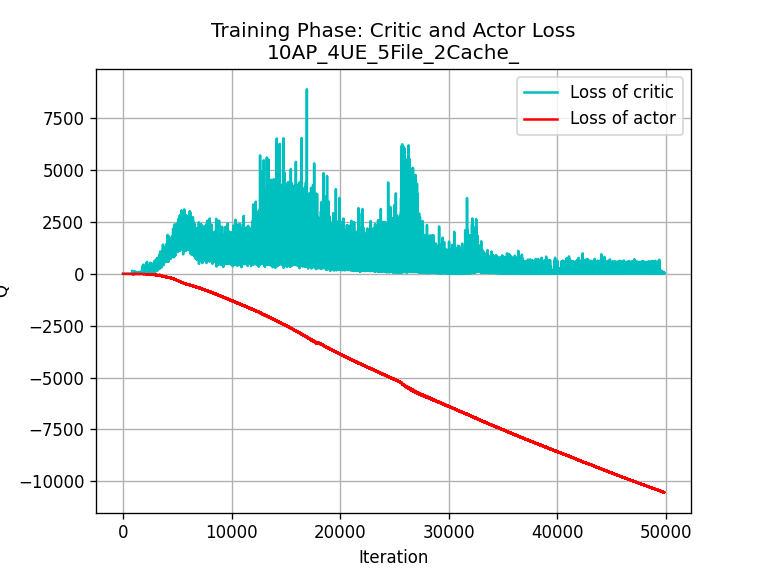 Training Phase: Critic and Actor Loss
10AP_4UE_5File_2Cache_
Loss of critic
Loss of actor
7500
5000
2500
0
−2500
−5000
−7500
−10000
Q
0 10000 20000 30000 40000 50000
Iteration